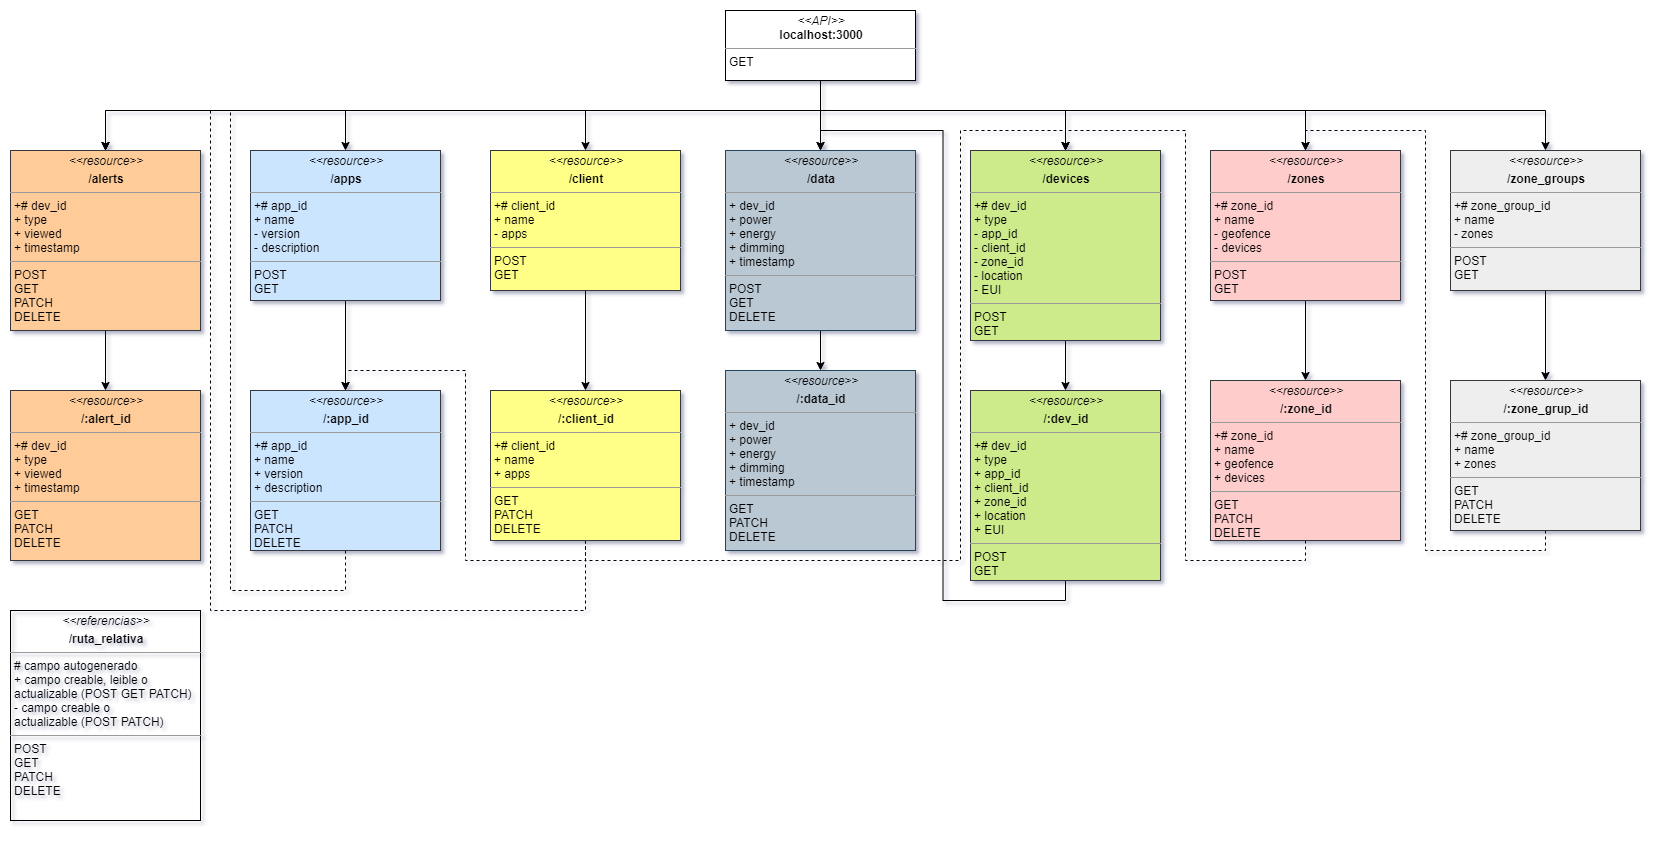 <<API>>
localhost:3000
GET
<<resource>>
/alerts
+# dev_id
+ type
+ viewed
+ timestamp
POST
GET
PATCH
DELETE
<<resource>>
/apps
+# app_id
+ name
- version
- description
POST
GET
<<resource>>
/client
+# client_id
+ name
- apps
POST
GET
<<resource>>
/data
+ dev_id
+ power
+ energy
+ dimming
+ timestamp
POST
GET
DELETE
<<resource>>
/devices
+# dev_id
+ type
- app_id
- client_id
- zone_id
- location
- EUI
POST
GET
<<resource>>
/zones
+# zone_id
+ name
- geofence
- devices
POST
GET
<<resource>>
/zone_groups
+# zone_group_id
+ name
- zones
POST
GET
<<resource>>
/:alert_id
+# dev_id
+ type
+ viewed
+ timestamp
GET
PATCH
DELETE
<<resource>>
/:app_id
+# app_id
+ name
+ version
+ description
GET
PATCH
DELETE
<<resource>>
/:client_id
+# client_id
+ name
+ apps
GET
PATCH
DELETE
<<resource>>
/:data_id
+ dev_id
+ power
+ energy
+ dimming
+ timestamp
GET
PATCH
DELETE
<<resource>>
/:dev_id
+# dev_id
+ type
+ app_id
+ client_id
+ zone_id
+ location
+ EUI
POST
GET
<<resource>>
/:zone_id
+# zone_id
+ name
+ geofence
+ devices
GET
PATCH
DELETE
<<resource>>
/:zone_grup_id
+# zone_group_id
+ name
+ zones
GET
PATCH
DELETE
<<referencias>>
/ruta_relativa
# campo autogenerado
+ campo creable, leible o
actualizable (POST GET PATCH)
- campo creable o
actualizable (POST PATCH)
POST
GET
PATCH
DELETE